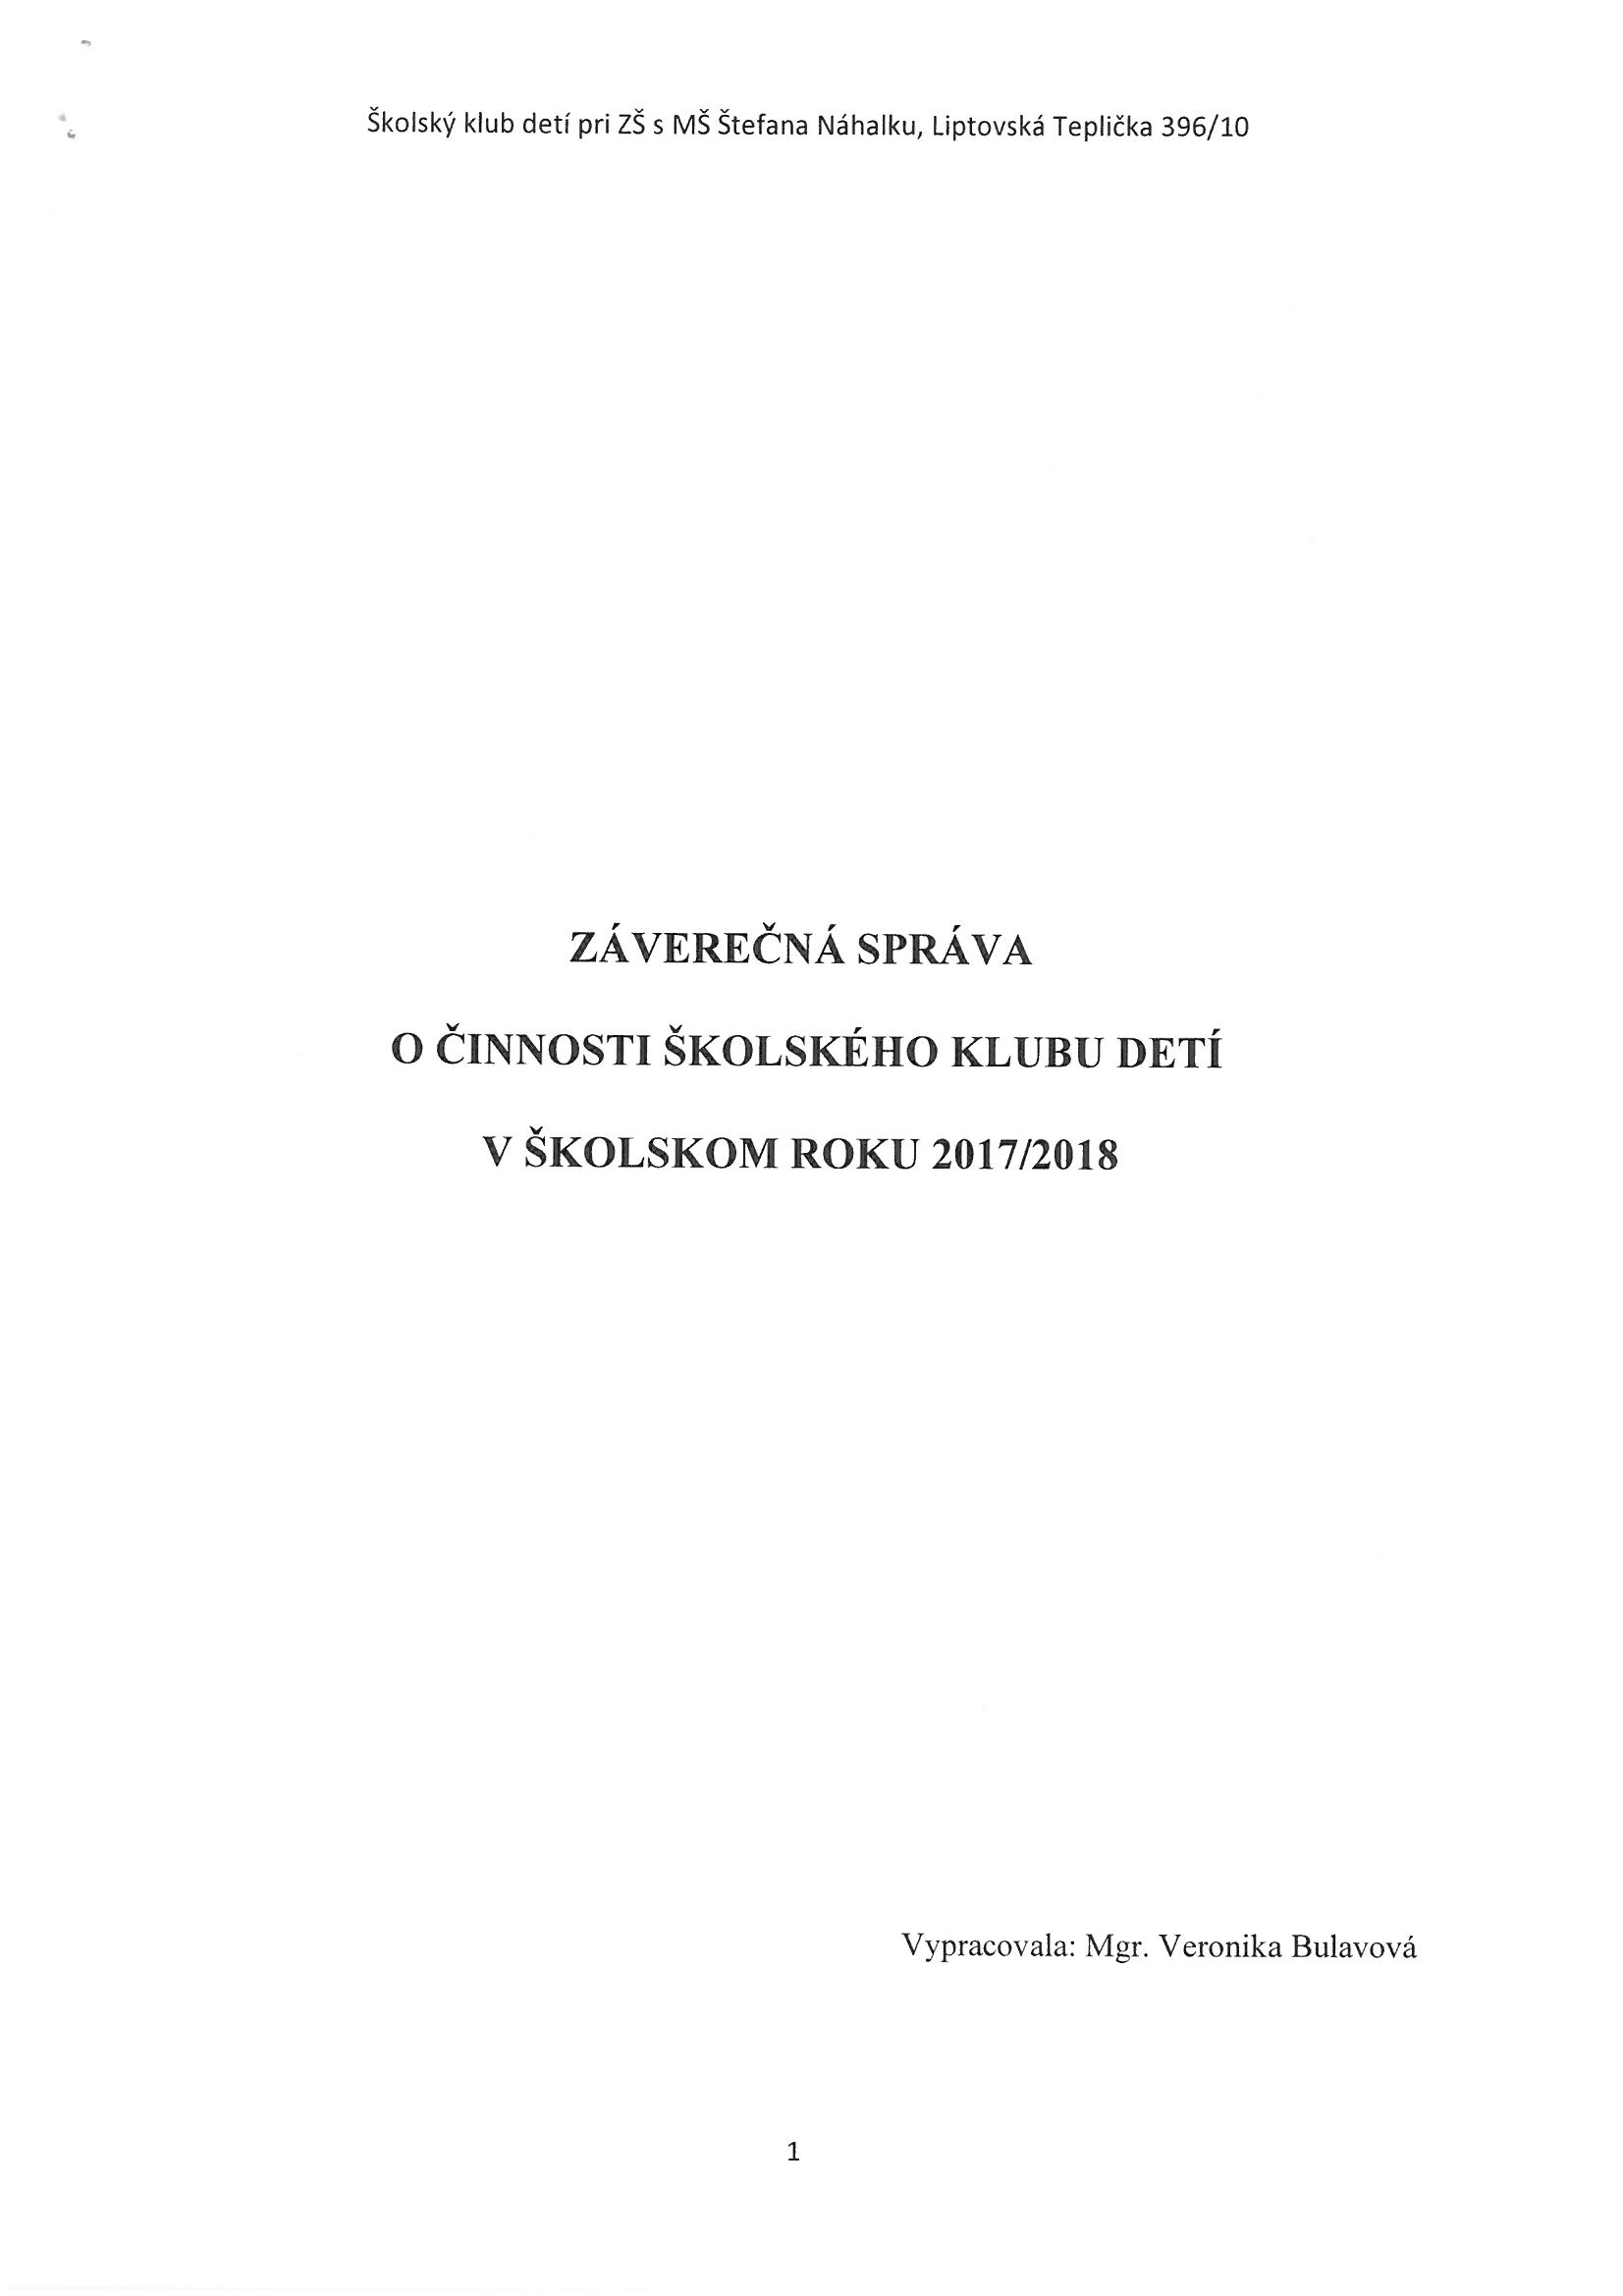 Školský klub detí pri ZŠ s MŠ Štefana Náhalku, Liptovská Teplička 396/10
ZÁVEREČNÁ SPRÁVA
O ČINNOSTI ŠKOLSKÉHO KLUBU DETÍ
V ŠKOLSKOM ROKU 2017/2018
Vypracovala: Mgr. Veronika Bulavová
1